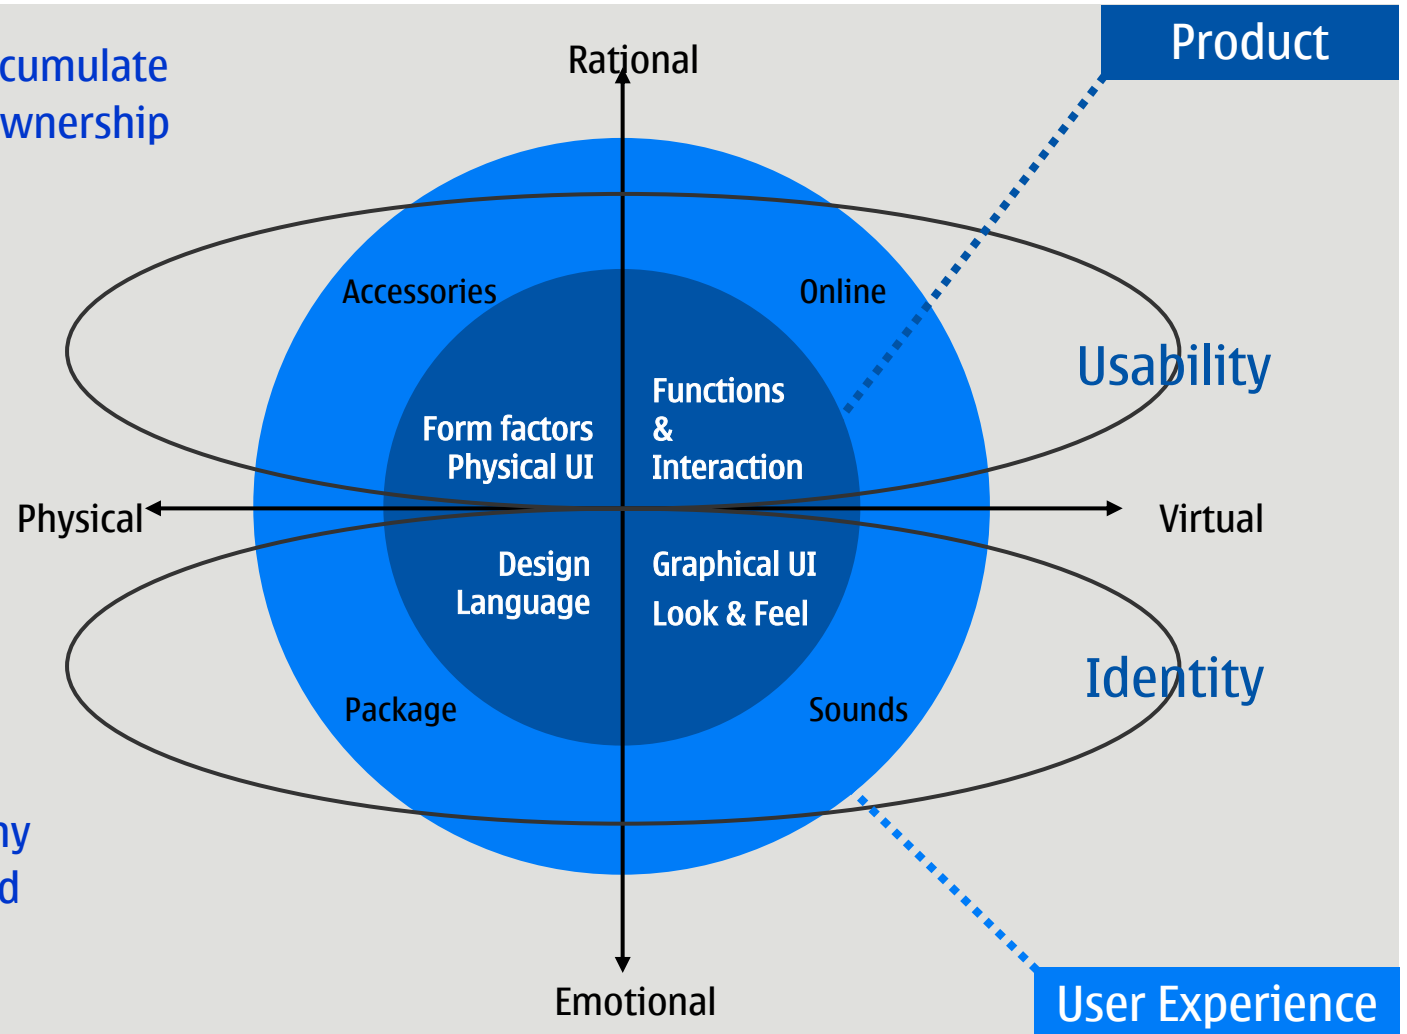 cumulate
wnership
Rational
Product
Accessories
Online
Usability
Functions
&
Interaction
Form factors
Physical UI
Physical
Virtual
Design
Language
Graphical UI
Look & Feel
Identity
Package
Sounds
ny
d
Emotional
User Experience